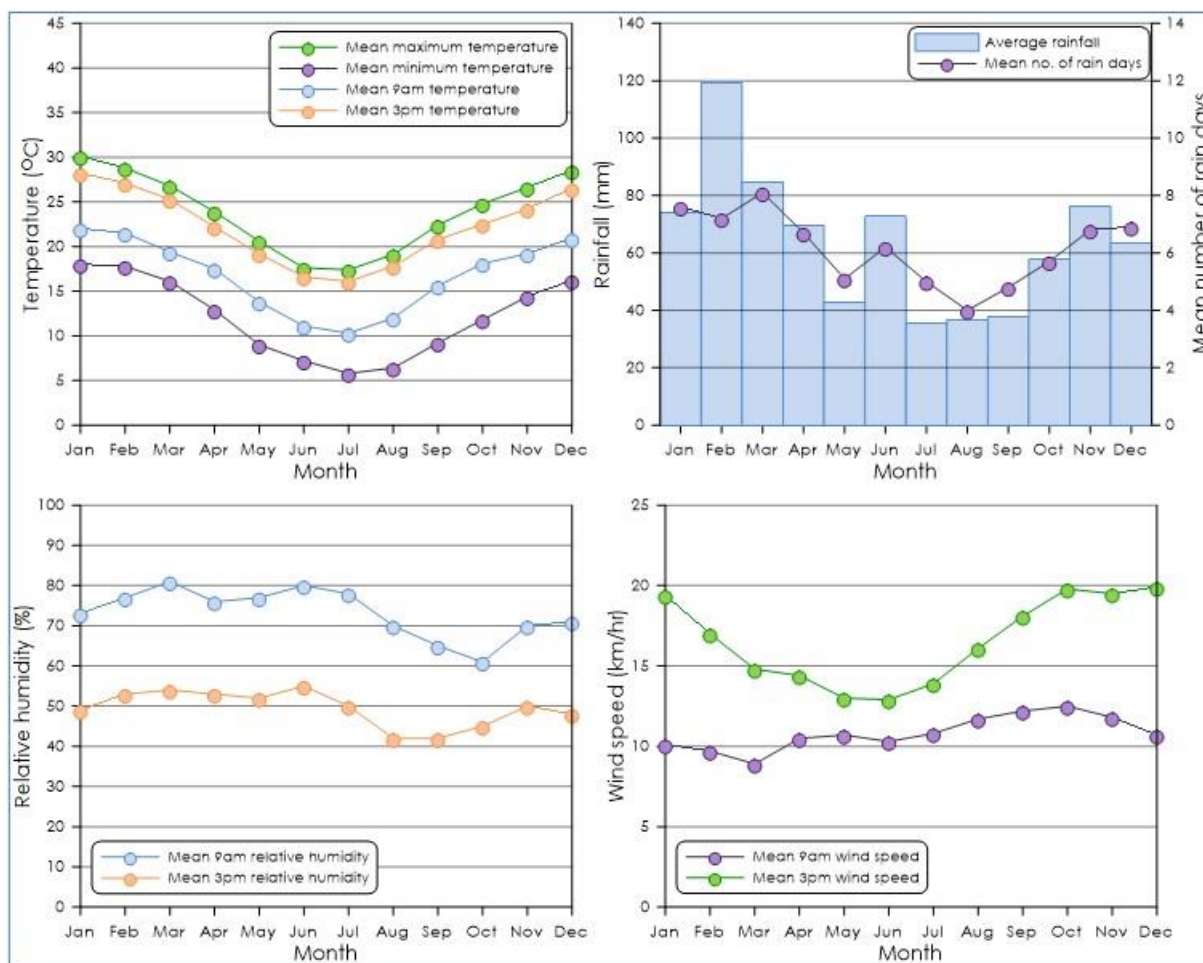 45
40
35
30
25
20
15
10
5
0
Temperature (°C)
Mean maximum temperature
Mean minimum temperature
Mean 9am temperature
Mean 3pm temperature
Jan Feb Mar Apr May Jun Jul Aug Sep Oct Nov Dec
Month
140
120
100
80
60
40
20
0
Rainfall (mm)
Average rainfall
Mean no. of rain days
14
12
10
8
6
4
2
0
Mean number of rain days
Jan Feb Mar Apr May Jun Jul Aug Sep Oct Nov Dec
Month
100
90
80
70
60
50
40
30
20
10
0
Relative humidity (%)
Mean 9am relative humidity
Mean 3pm relative humidity
Jan Feb Mar Apr May Jun Jul Aug Sep Oct Nov Dec
Month
25
20
15
10
5
0
Wind speed (km/hr)
Mean 9am wind speed
Mean 3pm wind speed
Jan Feb Mar Apr May Jun Jul Aug Sep Oct Nov Dec
Month